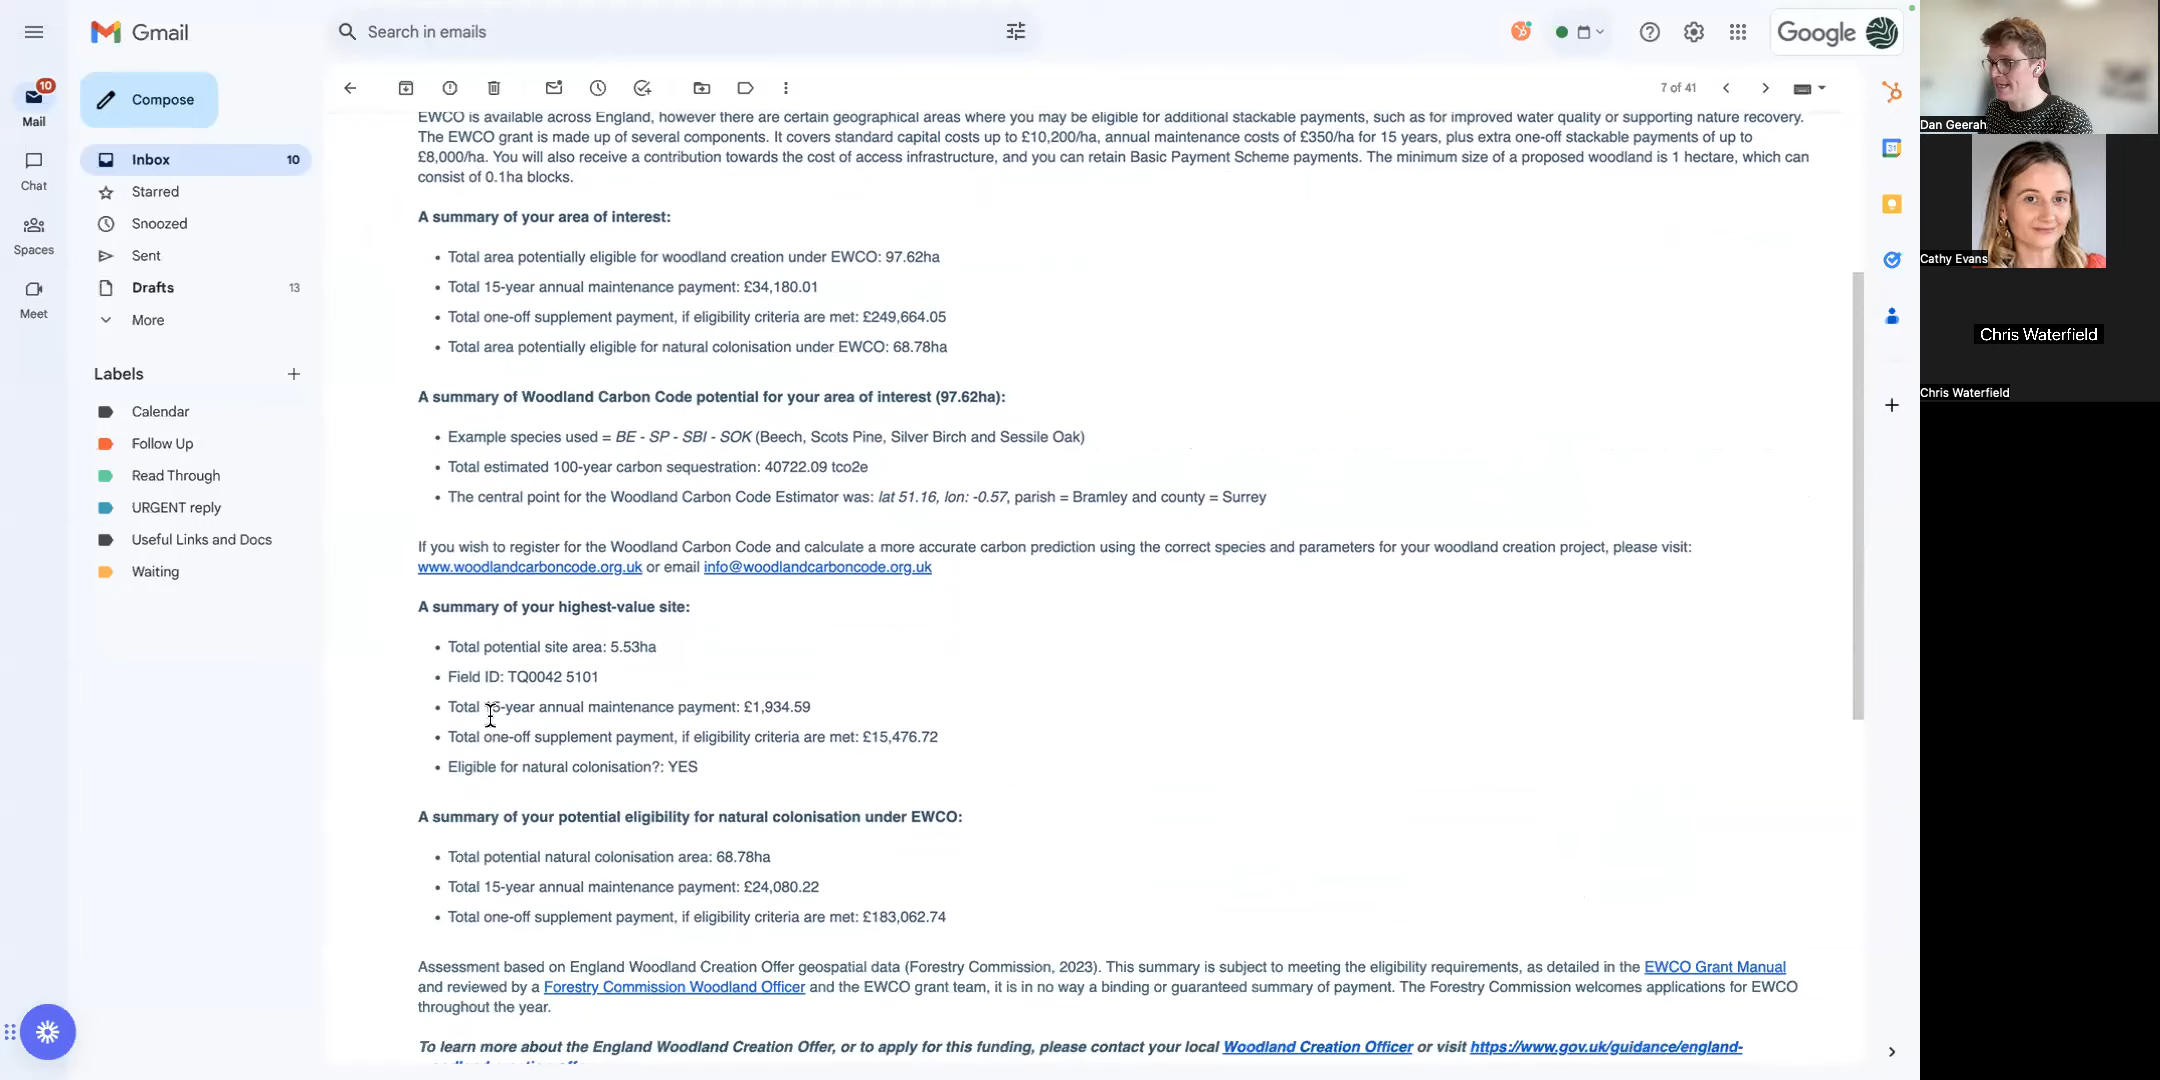 Gmail
Search in emails
Google
10
Mail
Compose
7 of 41
Inbox 10
Chat
Starred
Snoozed
Spaces
Sent
Drafts 13
Meet
More
Labels
Calendar
Follow Up
Read Through
URGENT reply
Useful Links and Docs
Waiting
EWCO is available across England, however there are certain geographical areas where you may be eligible for additional stackable payments, such as for improved water quality or supporting nature recovery.
The EWCO grant is made up of several components. It covers standard capital costs up to £10,200/ha, annual maintenance costs of £350/ha for 15 years, plus extra one-off stackable payments of up to
£8,000/ha. You will also receive a contribution towards the cost of access infrastructure, and you can retain Basic Payment Scheme payments. The minimum size of a proposed woodland is 1 hectare, which can
consist of 0.1ha blocks.
A summary of your area of interest:
• Total area potentially eligible for woodland creation under EWCO: 97.62ha
• Total 15-year annual maintenance payment: £34,180.01
• Total one-off supplement payment, if eligibility criteria are met: £249,664.05
• Total area potentially eligible for natural colonisation under EWCO: 68.78ha
A summary of Woodland Carbon Code potential for your area of interest (97.62ha):
• Example species used = BE - SP - SBI - SOK (Beech, Scots Pine, Silver Birch and Sessile Oak)
• Total estimated 100-year carbon sequestration: 40722.09 tco2e
• The central point for the Woodland Carbon Code Estimator was: lat 51.16, lon: -0.57, parish = Bramley and county = Surrey
If you wish to register for the Woodland Carbon Code and calculate a more accurate carbon prediction using the correct species and parameters for your woodland creation project, please visit:
www.woodlandcarboncode.org.uk or email info@woodlandcarboncode.org.uk
A summary of your highest-value site:
• Total potential site area: 5.53ha
• Field ID: TQ0042 5101
• Total 15-year annual maintenance payment: £1,934.59
• Total one-off supplement payment, if eligibility criteria are met: £15,476.72
• Eligible for natural colonisation?: YES
A summary of your potential eligibility for natural colonisation under EWCO:
• Total potential natural colonisation area: 68.78ha
• Total 15-year annual maintenance payment: £24,080.22
• Total one-off supplement payment, if eligibility criteria are met: £183,062.74
Assessment based on England Woodland Creation Offer geospatial data (Forestry Commission, 2023). This summary is subject to meeting the eligibility requirements, as detailed in the EWCO Grant Manual
and reviewed by a Forestry Commission Woodland Officer and the EWCO grant team, it is in no way a binding or guaranteed summary of payment. The Forestry Commission welcomes applications for EWCO
throughout the year.
To learn more about the England Woodland Creation Offer, or to apply for this funding, please contact your local Woodland Creation Officer or visit https://www.gov.uk/guidance/england-
31
Dan Geerah
Cathy Evans
Chris Waterfield
Chris Waterfield